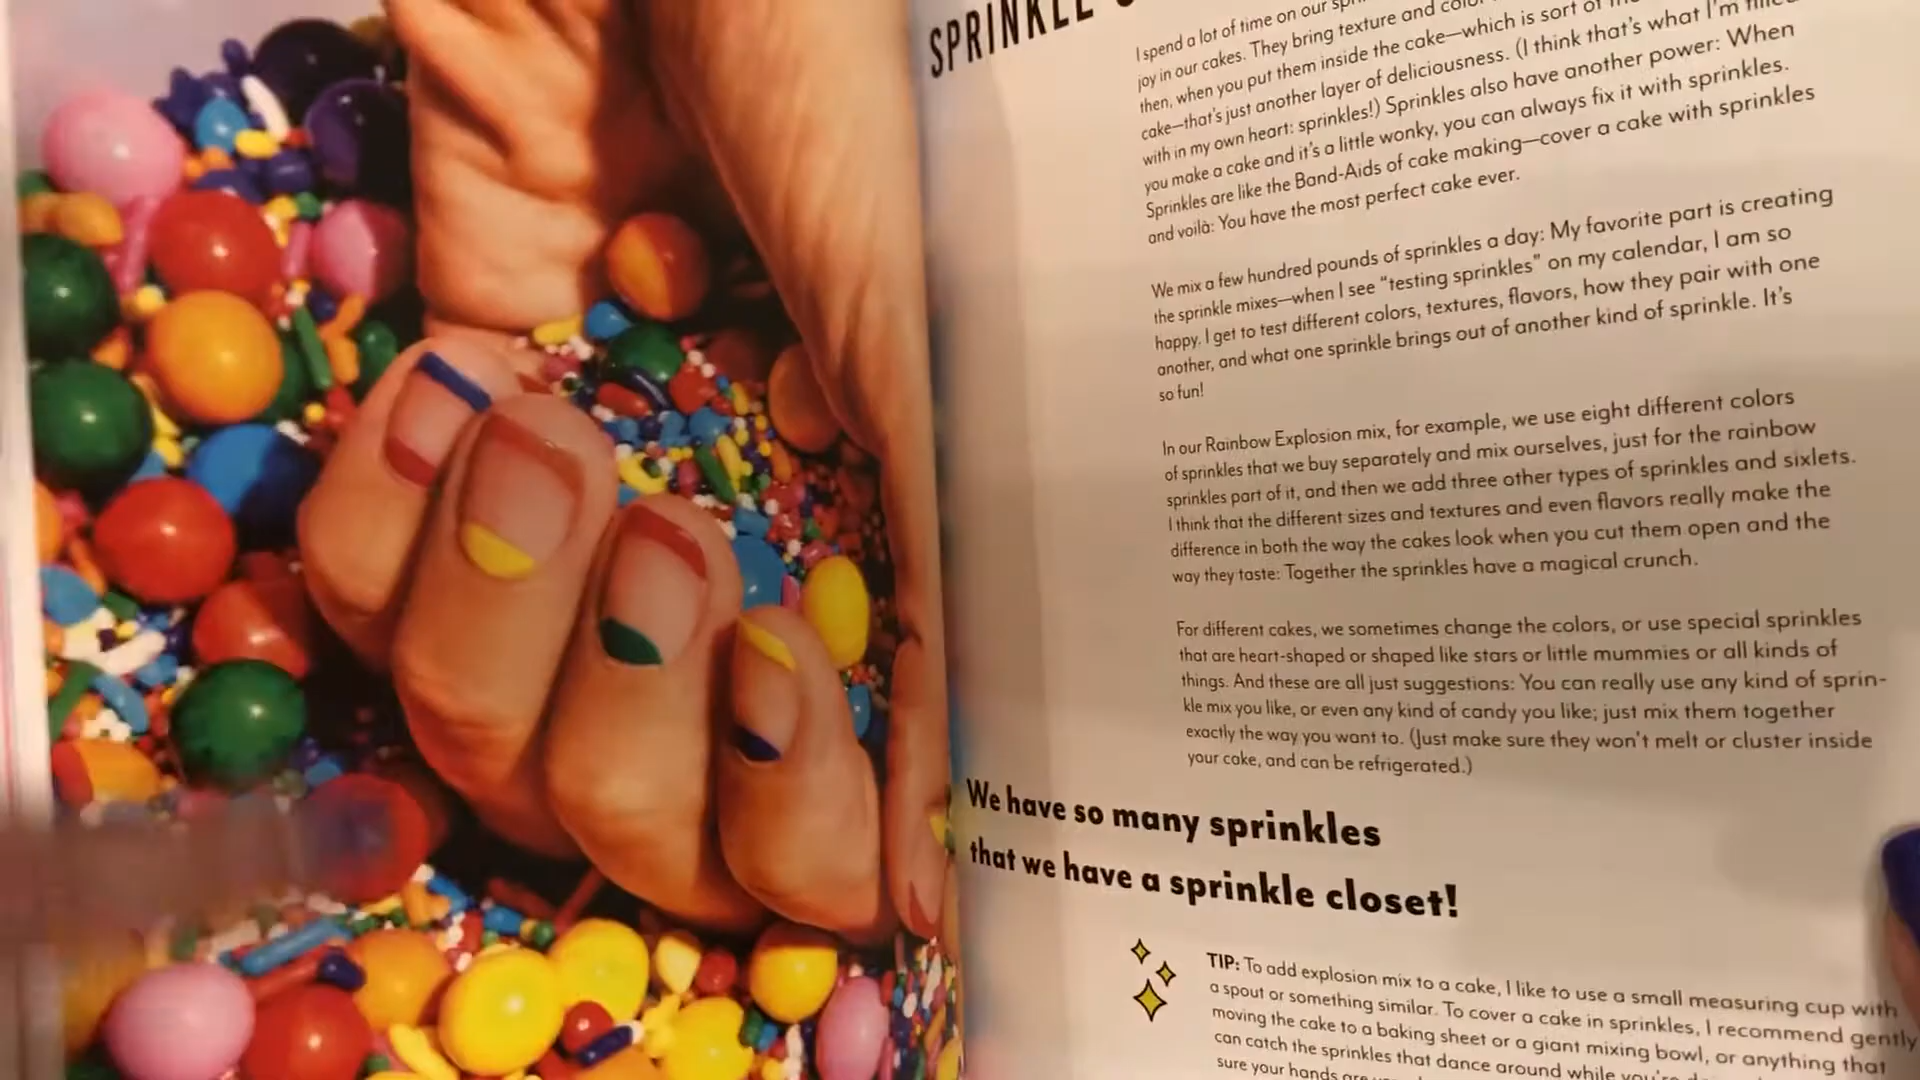 SPRINKLE
I spend a lot of time on our
joy in our cakes. They bring texture and
then, when you put them inside the cake—which is sort of
cake—that's just another layer of deliciousness. (I think that's what I'm
with in my own heart: sprinkles!) Sprinkles also have another power: When
you make a cake and it's a little wonky, you can always fix it with sprinkles.
Sprinkles are like the Band-Aids of cake making—cover a cake with sprinkles
and voilà: You have the most perfect cake ever.
We mix a few hundred pounds of sprinkles a day: My favorite part is creating
the sprinkle mixes—when I see "testing sprinkles" on my calendar, I am so
happy. I get to test different colors, textures, flavors, how they pair with one
another, and what one sprinkle brings out of another kind of sprinkle. It's
so fun!
In our Rainbow Explosion mix, for example, we use eight different colors
of sprinkles that we buy separately and mix ourselves, just for the rainbow
sprinkles part of it, and then we add three other types of sprinkles and sixlets.
I think that the different sizes and textures and even flavors really make the
difference in both the way the cakes look when you cut them open and the
way they taste: Together the sprinkles have a magical crunch.
For different cakes, we sometimes change the colors, or use special sprinkles
that are heart-shaped or shaped like stars or little mummies or all kinds of
things. And these are all just suggestions: You can really use any kind of sprin-
kle mix you like, or even any kind of candy you like; just mix them together
exactly the way you want to. (Just make sure they won't melt or cluster inside
your cake, and can be refrigerated.)
We have so many sprinkles
that we have a sprinkle closet!
TIP: To add explosion mix to a cake, I like to use a small measuring cup with
a spout or something similar. To cover a cake in sprinkles, I recommend gently
moving the cake to a baking sheet or a giant mixing bowl, or anything that
can catch the sprinkles that dance around while
sure your hands